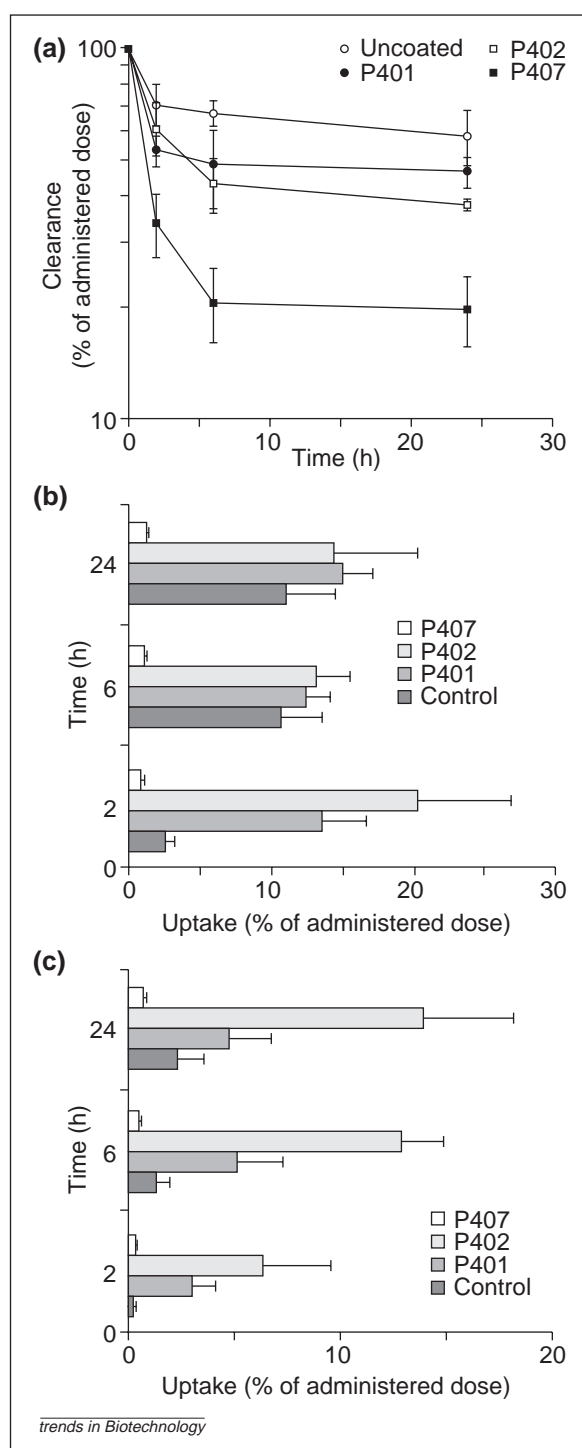 (a)
100
Uncoated
P402
P401
P407
Clearance
(% of administered dose)
10
0
10
20
30
Time (h)
(b)
24
6
2
0
Time (h)
P407
P402
P401
Control
0
10
20
30
Uptake (% of administered dose)
(c)
24
6
2
0
Time (h)
P407
P402
P401
Control
0
10
20
Uptake (% of administered dose)
trends in Biotechnology